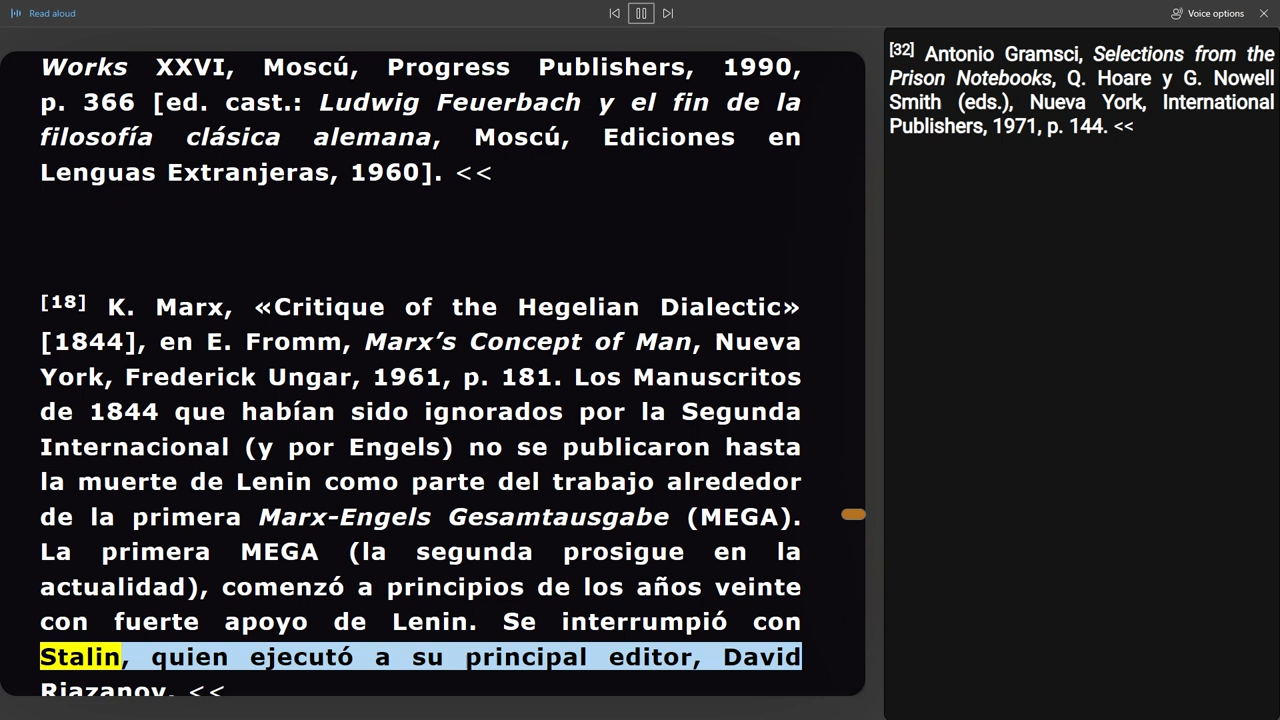 Read aloud
Voice options
Works XXVI, Moscú, Progress Publishers, 1990,
p. 366 [ed. cast.: Ludwig Feuerbach y el fin de la
filosofía clásica alemana, Moscú, Ediciones en
Lenguas Extranjeras, 1960]. <<
[18] K. Marx, «Critique of the Hegelian Dialectic»
[1844], en E. Fromm, Marx’s Concept of Man, Nueva
York, Frederick Ungar, 1961, p. 181. Los Manuscritos
de 1844 que habían sido ignorados por la Segunda
Internacional (y por Engels) no se publicaron hasta
la muerte de Lenin como parte del trabajo alrededor
de la primera Marx-Engels Gesamtausgabe (MEGA).
La primera MEGA (la segunda prosigue en la
actualidad), comenzó a principios de los años veinte
con fuerte apoyo de Lenin. Se interrumpió con
Stalin, quien ejecutó a su principal editor, David
Riazanov. <<
[32] Antonio Gramsci, Selections from the
Prison Notebooks, Q. Hoare y G. Nowell
Smith (eds.), Nueva York, International
Publishers, 1971, p. 144. <<